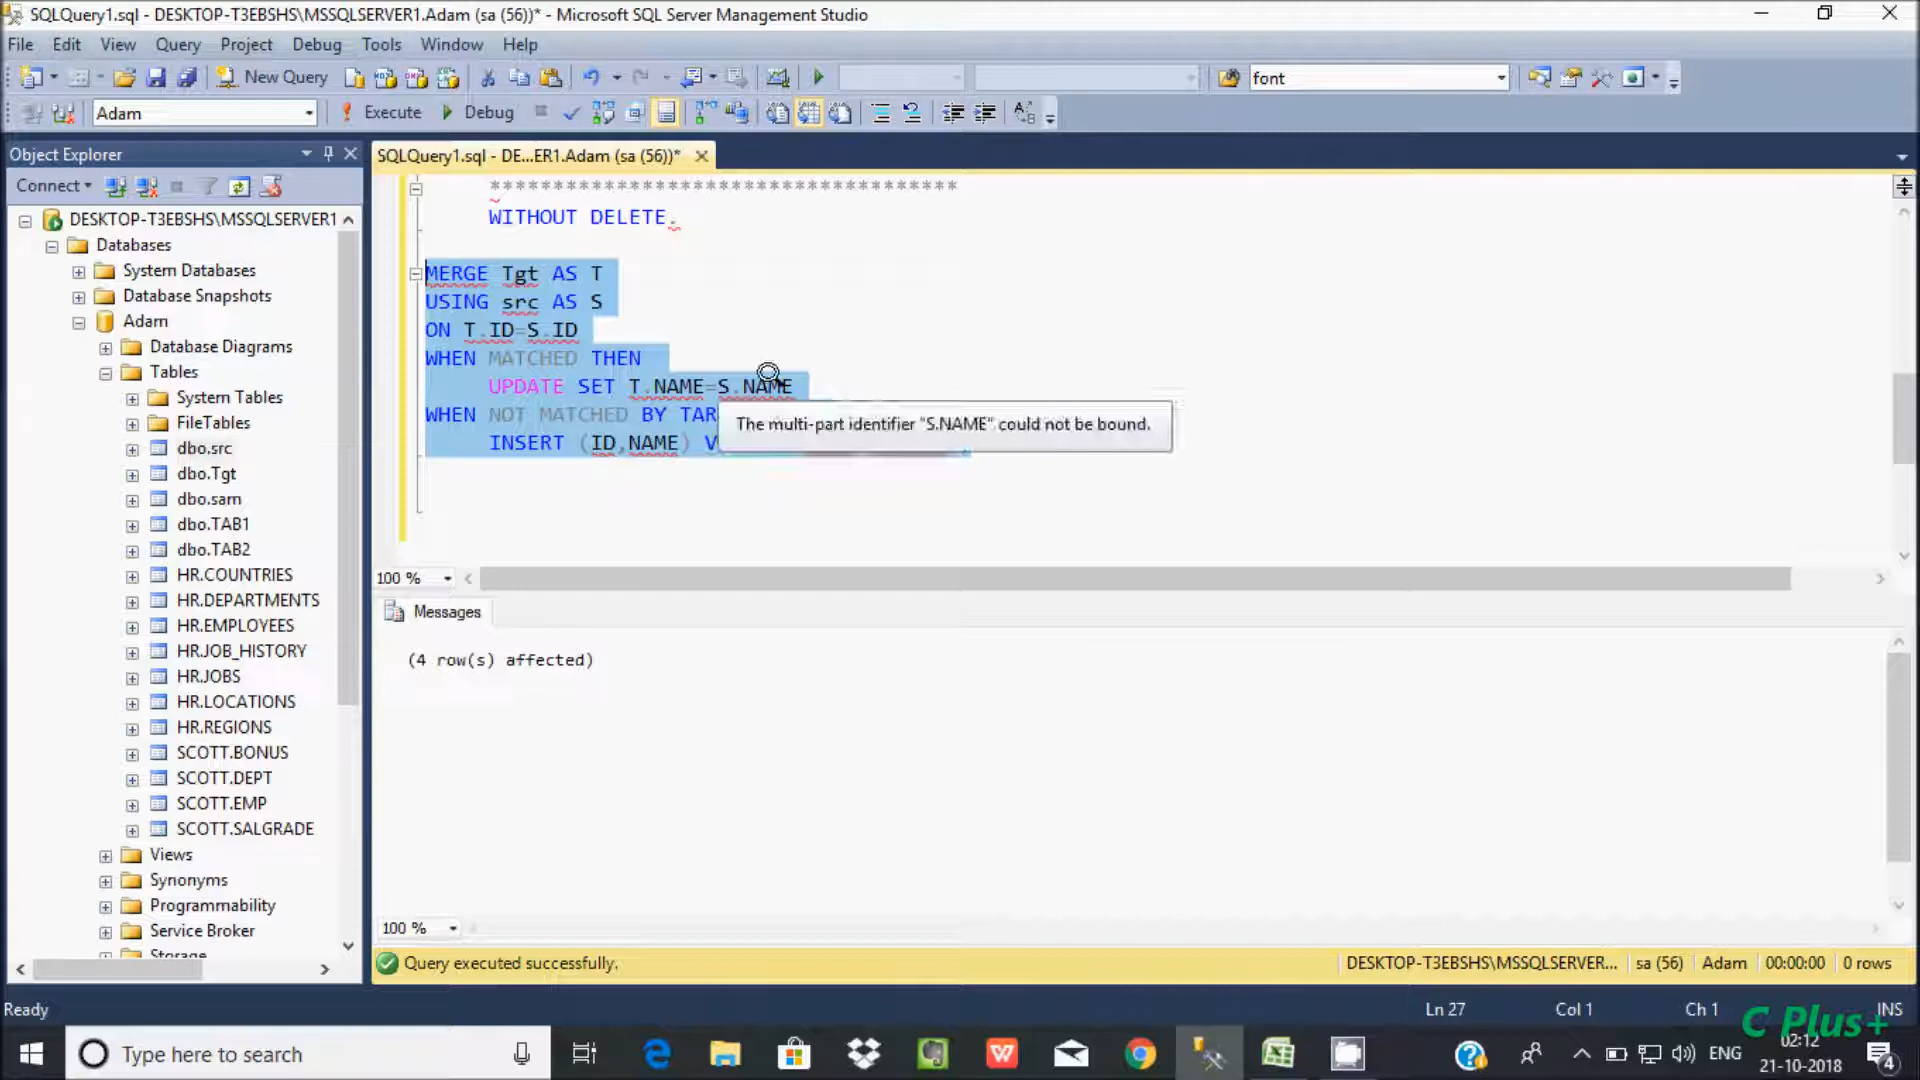 SQLQuery1.sql - DESKTOP-T3EBSHS\MSSQLSERVER1.Adam (sa (56))* - Microsoft SQL Server Management Studio
File Edit View Query Project Debug Tools Window Help
New Query font
Adam Execute Debug
Object Explorer
SQLQuery1.sql - DE...ER1.Adam (sa (56))*
Connect
DESKTOP-T3EBSHS\MSSQLSERVER1
Databases
System Databases
Database Snapshots
Adam
Database Diagrams
Tables
System Tables
FileTables
dbo.src
dbo.Tgt
dbo.sam
dbo.TAB1
dbo.TAB2
HR.COUNTRIES
HR.DEPARTMENTS
HR.EMPLOYEES
HR.JOB_HISTORY
HR.JOBS
HR.LOCATIONS
HR.REGIONS
SCOTT.BONUS
SCOTT.DEPT
SCOTT.EMP
SCOTT.SALGRADE
Views
Synonyms
Programmability
Service Broker
Storage
*************************************
WITHOUT DELETE.
MERGE Tgt AS T
USING src AS S
ON T.ID=S.ID
WHEN MATCHED THEN
UPDATE SET T.NAME=S.NAME
WHEN NOT MATCHED BY TAR
INSERT (ID,NAME) V
The multi-part identifier "S.NAME" could not be bound.
100 %
Messages
(4 row(s) affected)
100 %
Query executed successfully.
DESKTOP-T3EBSHS\MSSQLSERVER... sa (56) Adam 00:00:00 0 rows
Ready
Ln 27 Col 1 Ch 1 INS
C Plus+
Type here to search
ENG
02:12
21-10-2018
4